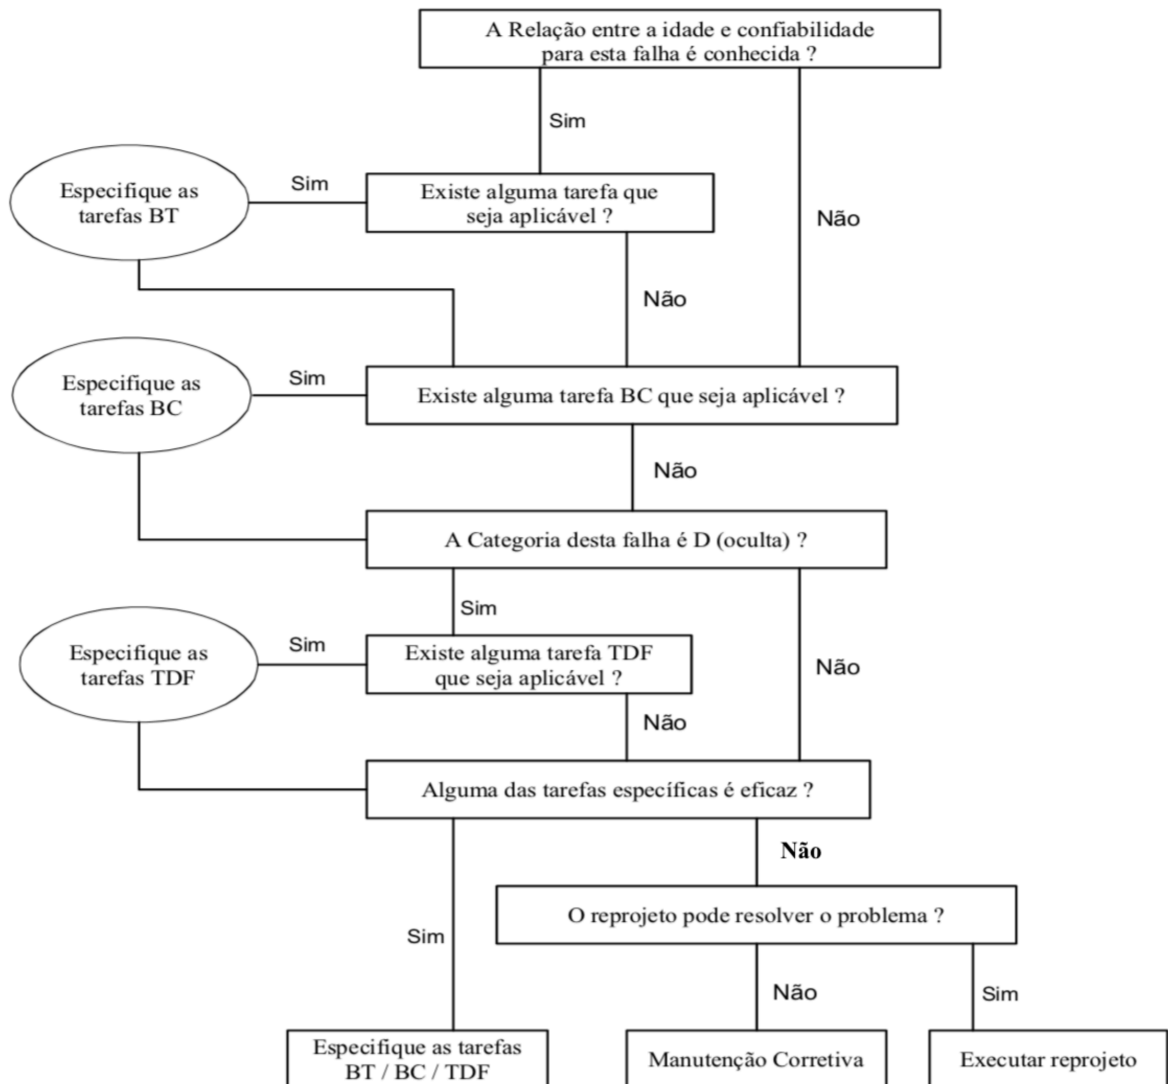 A Relação entre a idade e confiabilidade
para esta falha é conhecida ?
Sim
Especifique as
tarefas BT
Sim
Existe alguma tarefa que
seja aplicável ?
Não
Não
Especifique as
tarefas BC
Sim
Existe alguma tarefa BC que seja aplicável ?
Não
A Categoria desta falha é D (oculta) ?
Sim
Especifique as
tarefas TDF
Sim
Existe alguma tarefa TDF
que seja aplicável ?
Não
Não
Alguma das tarefas específicas é eficaz ?
Não
O reprojeto pode resolver o problema ?
Sim
Não
Sim
Especifique as tarefas
BT / BC / TDF
Manutenção Corretiva
Executar reprojeto